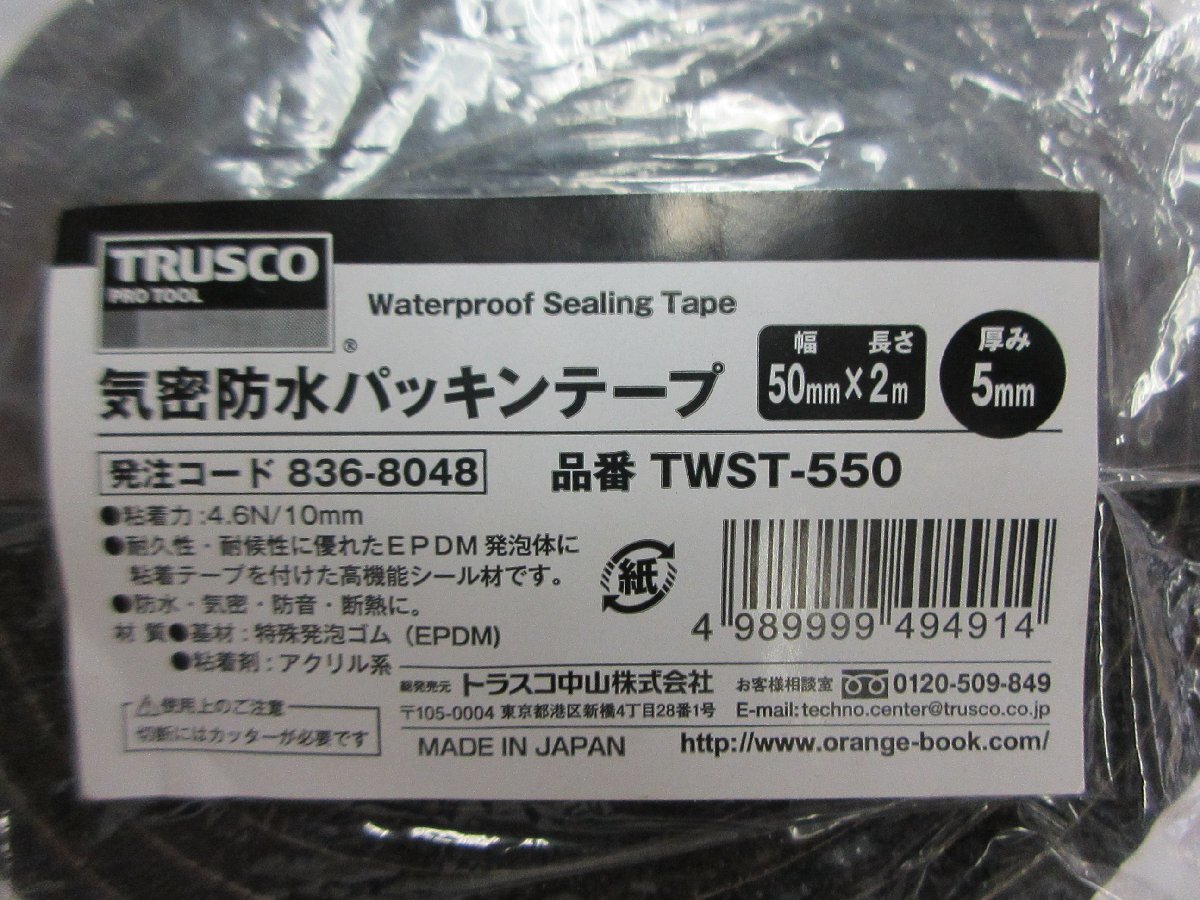 TRUSCO
PRO TOOL
®
Waterproof Sealing Tape
気密防水パッキンテープ
幅 長さ
50mm×2m
厚み
5mm
発注コード 836-8048
品番 TWST-550
●粘着力:4.6N/10mm
●耐久性・耐候性に優れたEPDM発泡体に
粘着テープを付けた高機能シール材です。
●防水・気密・防音・断熱に。
材 質●基材:特殊発泡ゴム(EPDM)
●粘着剤:アクリル系
⚠使用上のご注意
切断にはカッターが必要です
紙
4 989999 494914
総発売元 トラスコ中山株式会社
〒105-0004 東京都港区新橋4丁目28番1号
お客様相談室 0120-509-849
E-mail:techno.center@trusco.co.jp
MADE IN JAPAN
http://www.orange-book.com/